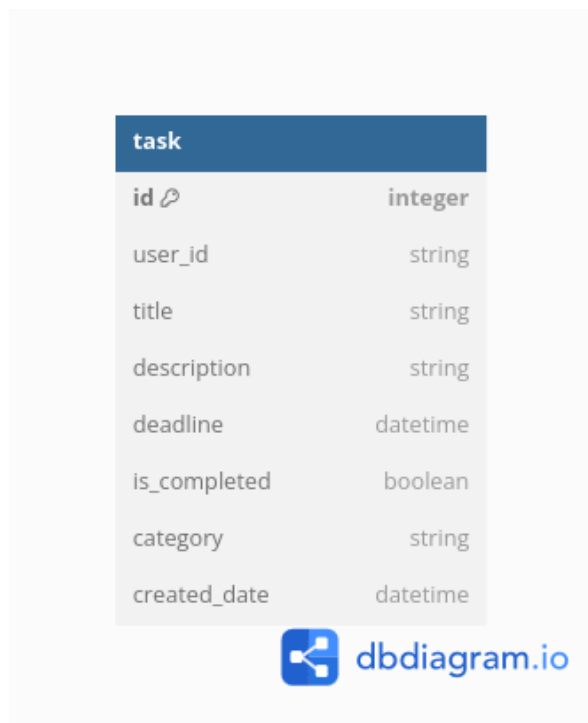 task
id integer
user_id string
title string
description string
deadline datetime
is_completed boolean
category string
created_date datetime
dbdiagram.io